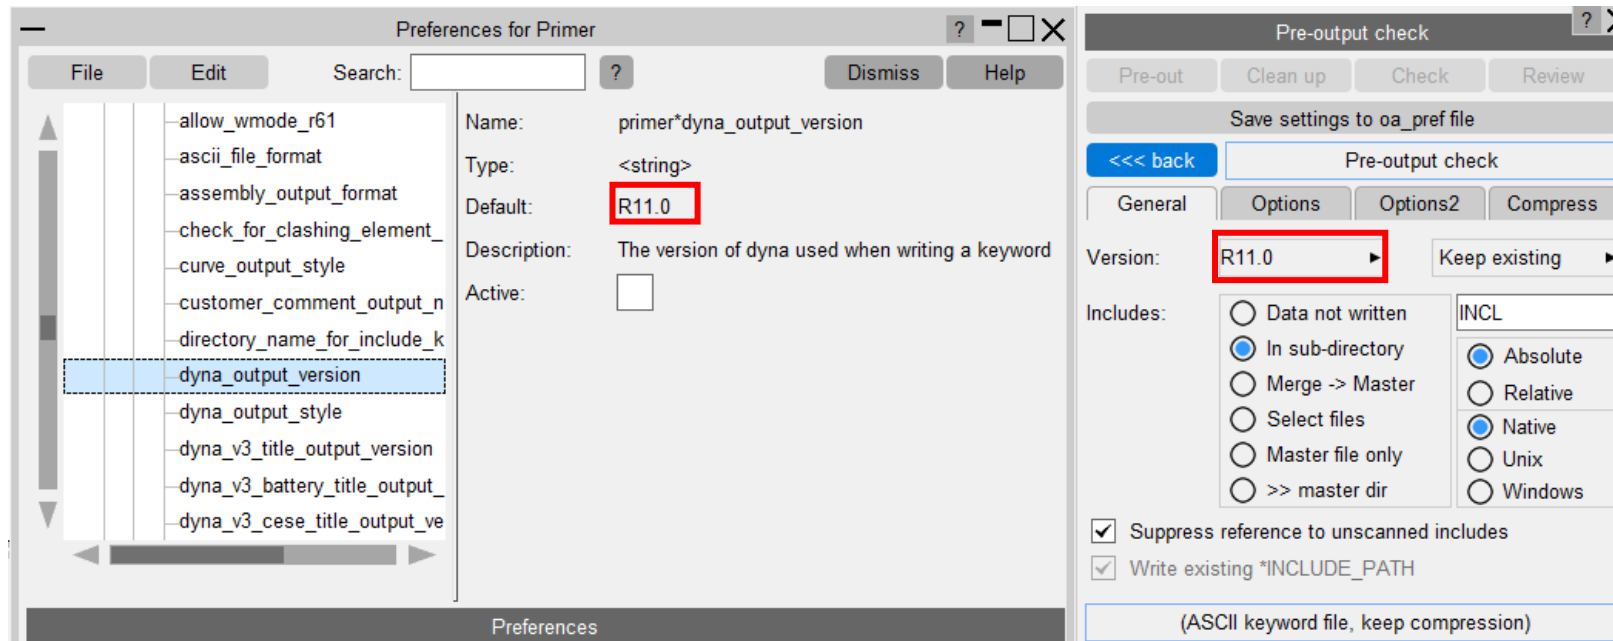 Preferences for Primer
?
File
Edit
Search:
?
Dismiss
Help
allow_wmode_r61
ascii_file_format
assembly_output_format
check_for_clashing_element_
curve_output_style
customer_comment_output_n
directory_name_for_include_k
dyna_output_version
dyna_output_style
dyna_v3_title_output_version
dyna_v3_battery_title_output_
dyna_v3_cese_title_output_ve
Name: primer*dyna_output_version
Type: <string>
Default: R11.0
Description: The version of dyna used when writing a keyword
Active:
Preferences
Pre-output check
?
Pre-out
Clean up
Check
Review
Save settings to oa_pref file
<<< back
Pre-output check
General
Options
Options2
Compress
Version: R11.0
Keep existing
Includes:
Data not written
In sub-directory
Merge -> Master
Select files
Master file only
>> master dir
INCL
Absolute
Relative
Native
Unix
Windows
Suppress reference to unscanned includes
Write existing *INCLUDE_PATH
(ASCII keyword file, keep compression)